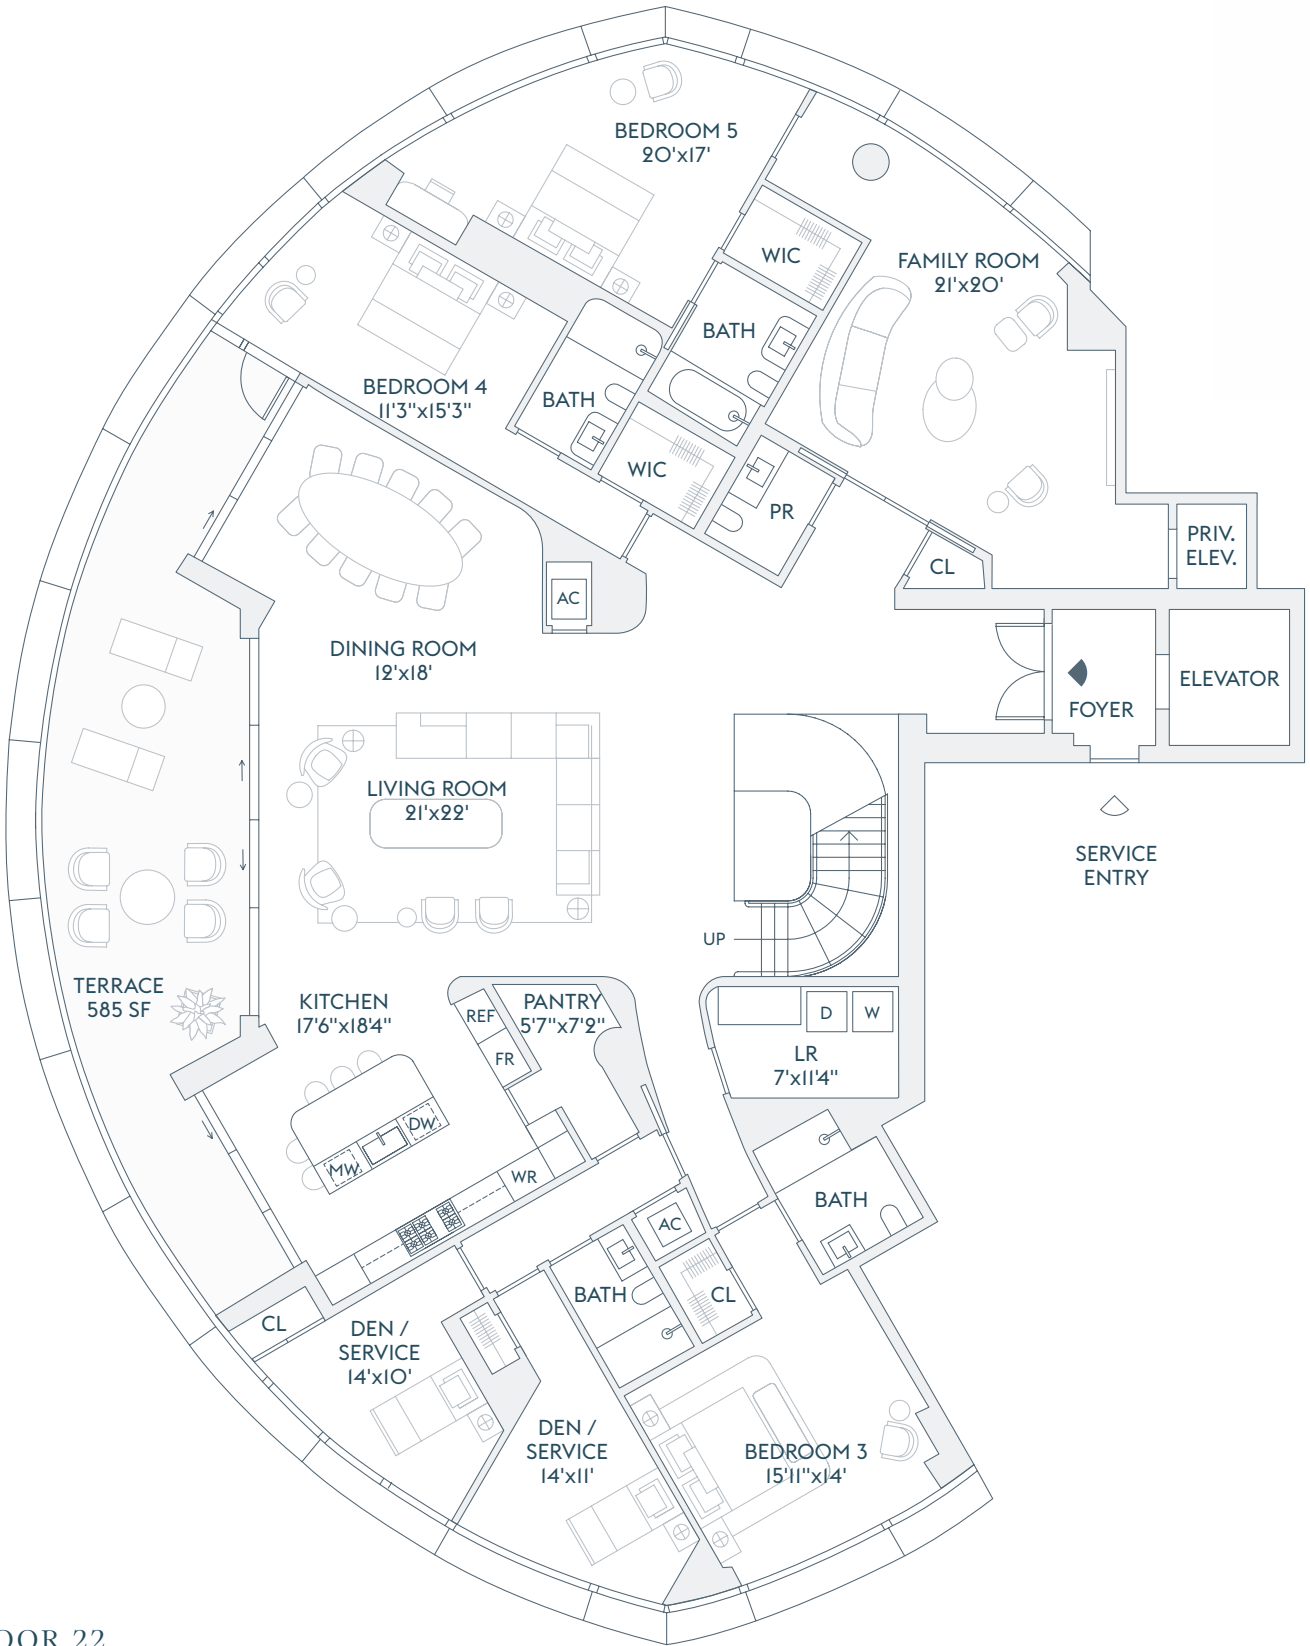 BEDROOM 5
20'x17'
WIC
FAMILY ROOM
21'x20'
BATH
BEDROOM 4
11'3"x15'3"
BATH
WIC
PR
PRIV.
ELEV.
CL
AC
DINING ROOM
12'x18'
ELEVATOR
FOYER
LIVING ROOM
21'x22'
SERVICE
ENTRY
UP
TERRACE
585 SF
KITCHEN
17'6"x18'4"
REF
FR
PANTRY
5'7"x7'2"
D
W
LR
7'x11'4"
DW
MW
WR
BATH
AC
BATH
CL
CL
DEN /
SERVICE
14'x10'
DEN /
SERVICE
14'x11'
BEDROOM 3
15'11"x14'
OOR 22